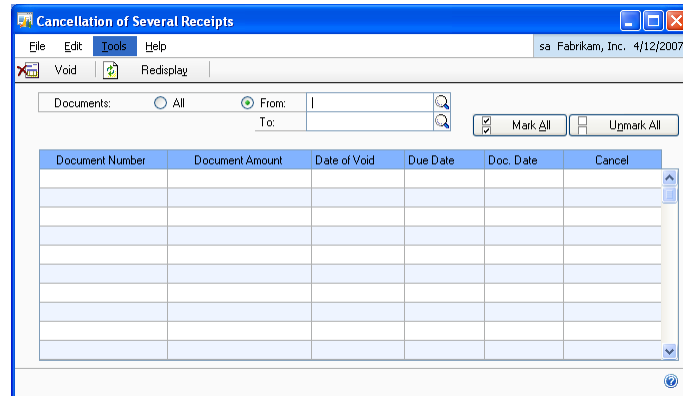 Cancellation of Several Receipts
File Edit Tools Help sa Fabrikam, Inc. 4/12/2007
Void Redisplay
Documents: All From:
To: Mark All Unmark All
Document Number Document Amount Date of Void Due Date Doc. Date Cancel